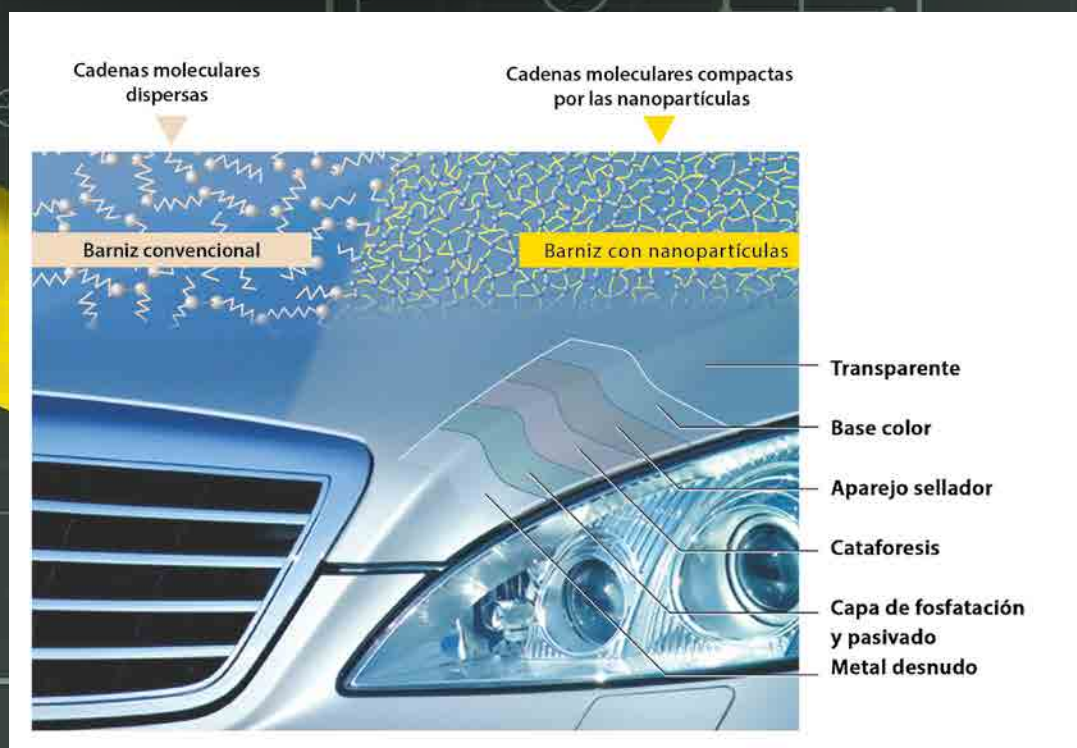 Cadenas moleculares
dispersas
Cadenas moleculares compactas
por las nanopartículas
Barniz convencional
Barniz con nanopartículas
Transparente
Base color
Aparejo sellador
Cataforesis
Capa de fosfatación
y pasivado
Metal desnudo